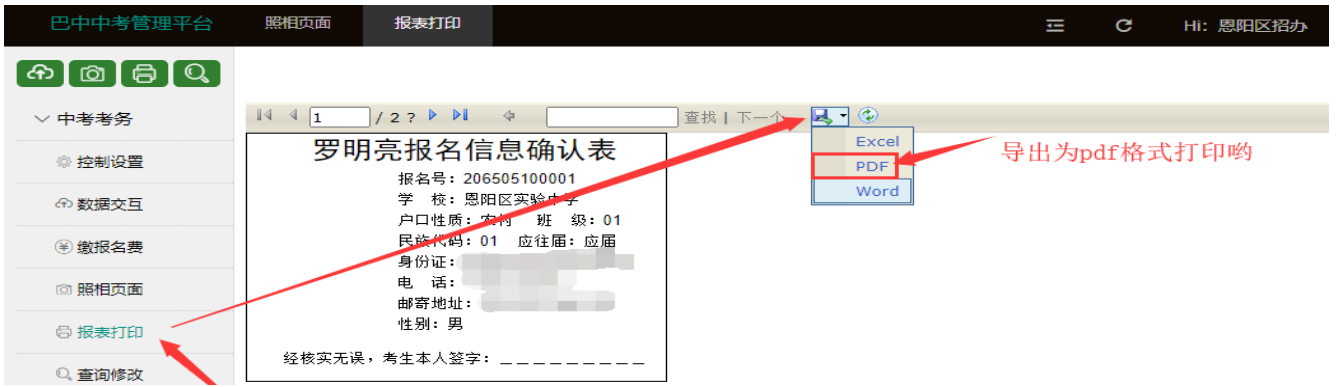 巴中中考管理平台 照相页面 报表打印 Hi: 恩阳区招办
中考考务
控制设置
数据交互
缴报名费
照相页面
报表打印
查询修改
1 / 2 ? 查找 | 下一个
Excel
PDF
Word
导出为pdf格式打印哟
罗明亮报名信息确认表
报名号: 206505100001
学 校: 恩阳区实验中学
户口性质: 农村 班 级: 01
民族代码: 01 应往届: 应届
身份证:
电 话:
邮寄地址:
性别: 男
经核实无误,考生本人签字: _ _ _ _ _ _ _ _ _